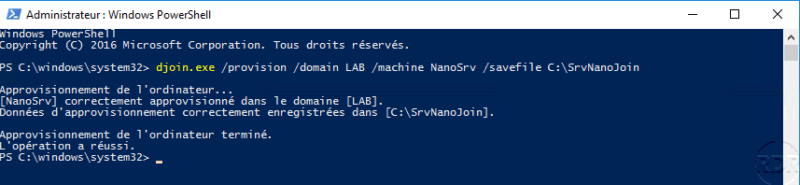 Administrateur : Windows PowerShell
Windows PowerShell
Copyright (C) 2016 Microsoft Corporation. Tous droits réservés.
PS C:\windows\system32> djoin.exe /provision /domain LAB /machine NanoSrv /savefile C:\SrvNanoJoin
Approvisionnement de l'ordinateur...
[NanoSrv] correctement approvisionné dans le domaine [LAB].
Données d'approvisionnement correctement enregistrées dans [C:\SrvNanoJoin].
Approvisionnement de l'ordinateur terminé.
L'opération a réussi.
PS C:\windows\system32> _